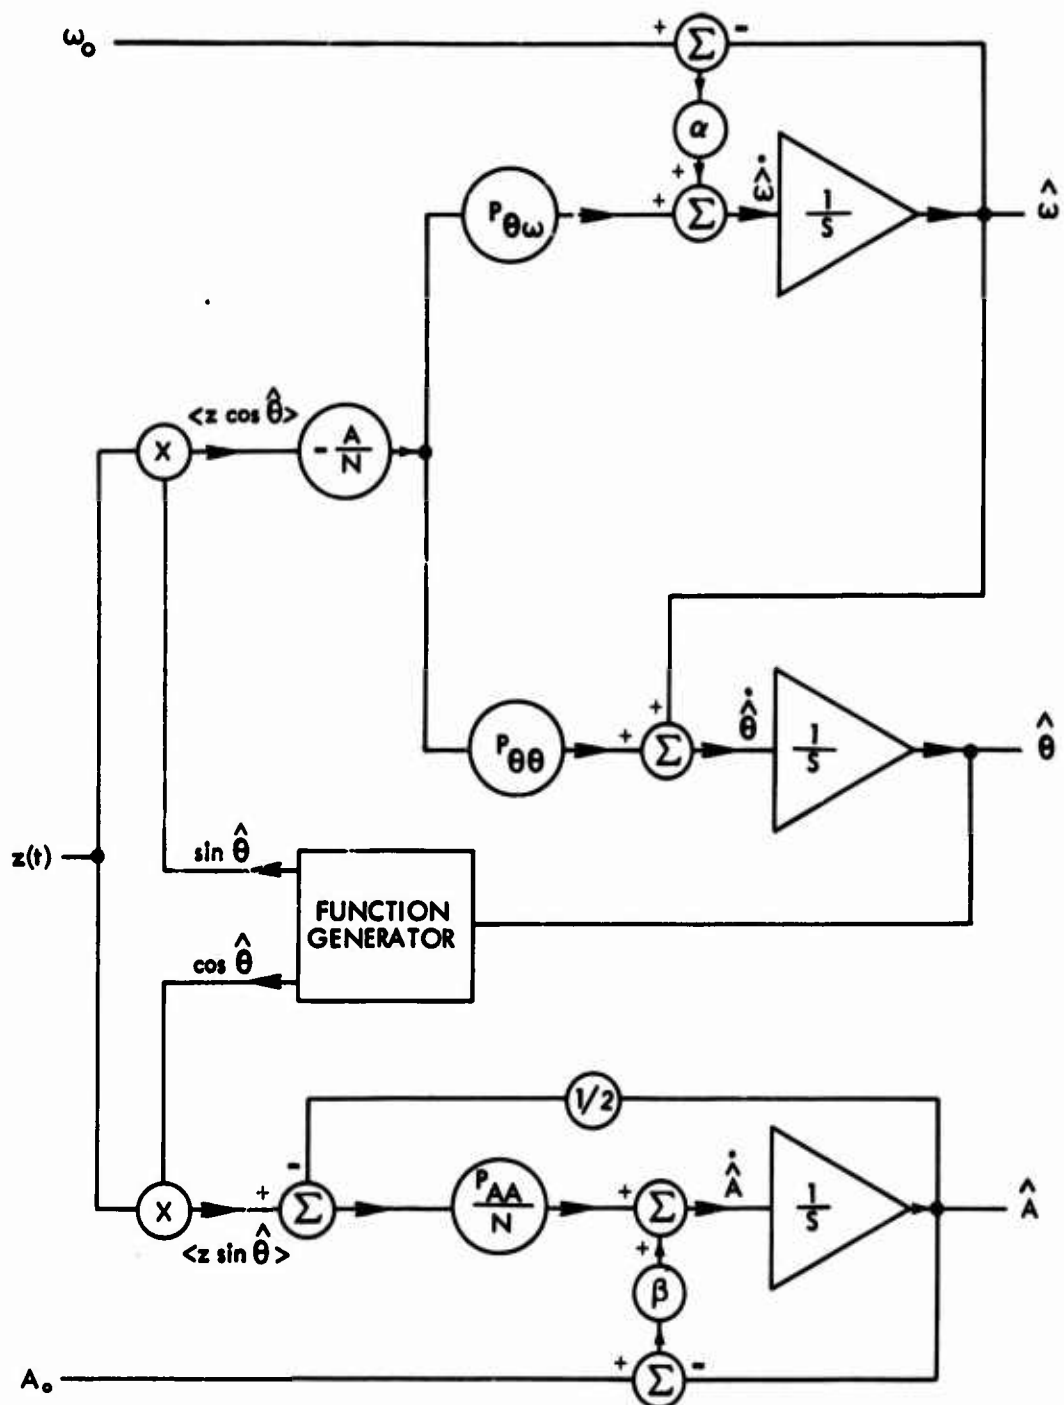 ω₀
+ Σ -
α
+
P_θω
+ Σ
ω̂̇
1/S
ω̂
<z cos θ̂>
X
- A/N
P_θθ
+
+ Σ
θ̂̇
1/S
θ̂
z(t)
sin θ̂
FUNCTION
GENERATOR
cos θ̂
1/2
-
X
+ Σ
<z sin θ̂>
P_AA/N
+ Σ
Â̇
1/S
Â
+
β
A₀
+ Σ -